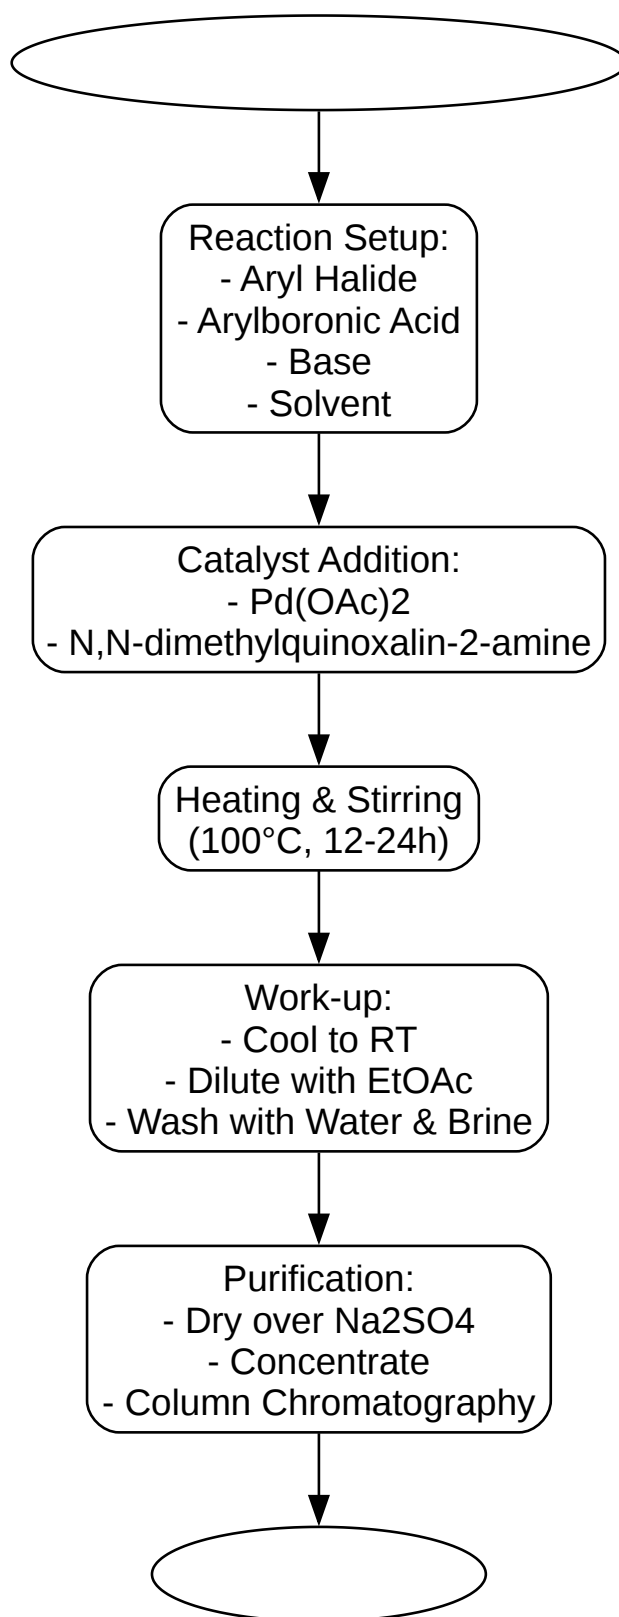 Reaction Setup:
- Aryl Halide
- Arylboronic Acid
- Base
- Solvent
Catalyst Addition:
- Pd(OAc)2
- N,N-dimethylquinoxalin-2-amine
Heating & Stirring
(100°C, 12-24h)
Work-up:
- Cool to RT
- Dilute with EtOAc
- Wash with Water & Brine
Purification:
- Dry over Na2SO4
- Concentrate
- Column Chromatography